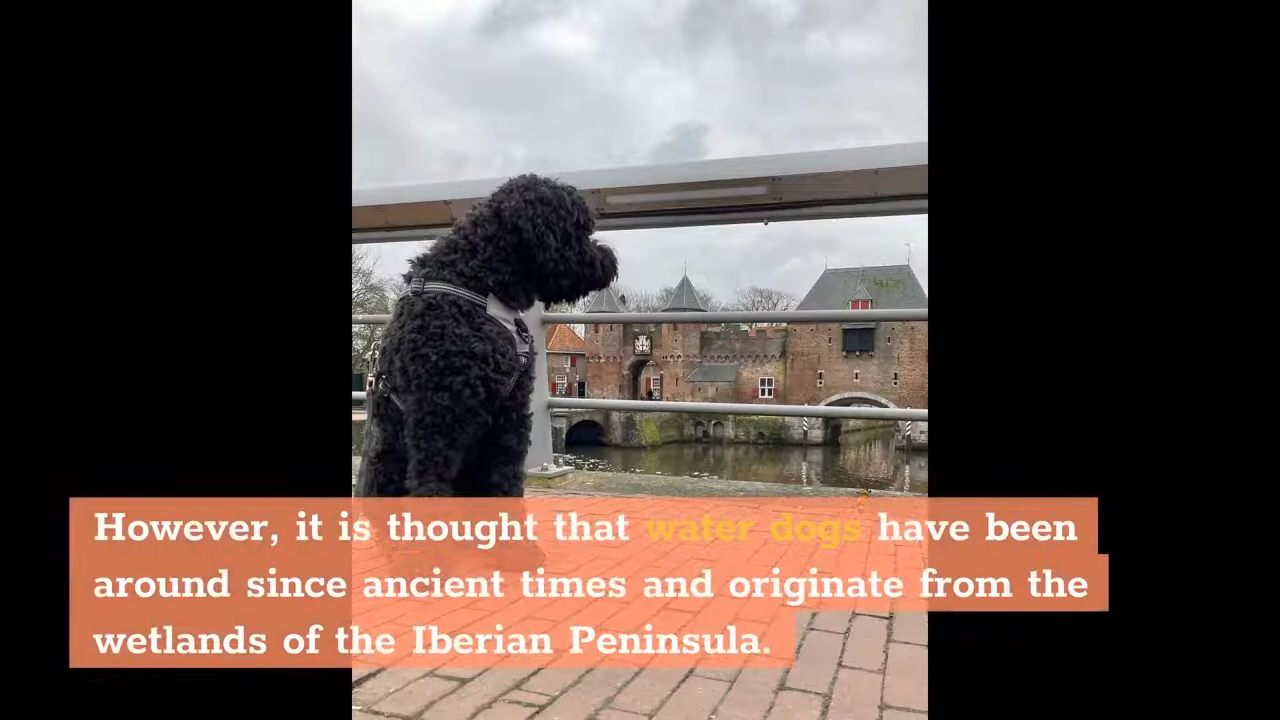 However, it is thought that water dogs have been
around since ancient times and originate from the
wetlands of the Iberian Peninsula.